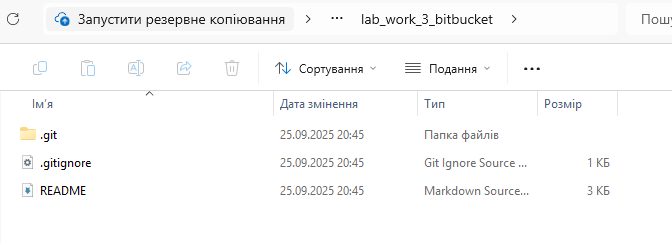 Запустити резервне копіювання ... lab_work_3_bitbucket Пошук
Сортування Подання ...
Ім'я Дата змінення Тип Розмір
.git 25.09.2025 20:45 Папка файлів
.gitignore 25.09.2025 20:45 Git Ignore Source ... 1 КБ
README 25.09.2025 20:45 Markdown Source... 3 КБ